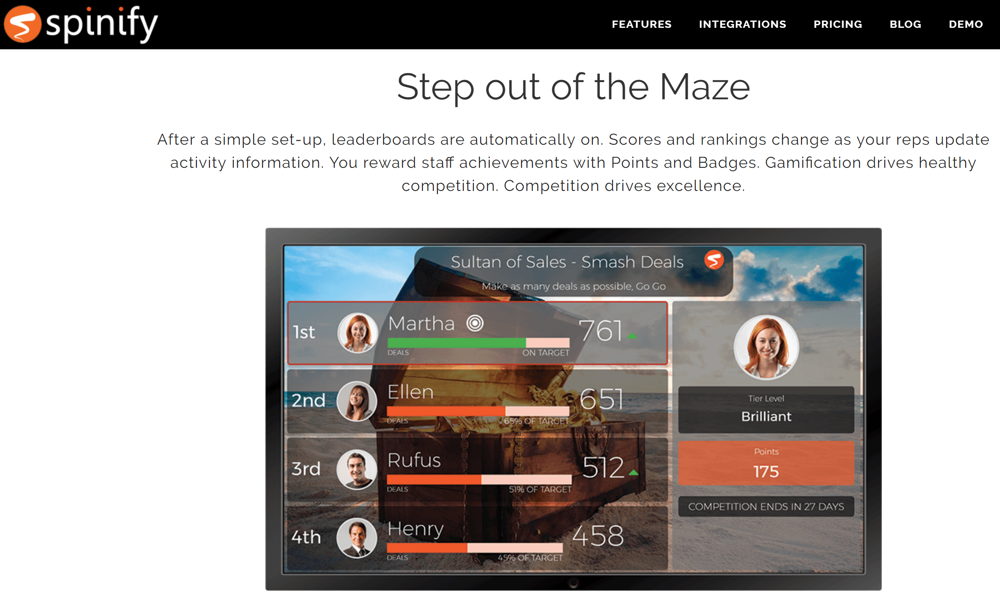 spinify
FEATURES INTEGRATIONS PRICING BLOG DEMO
Step out of the Maze
After a simple set-up, leaderboards are automatically on. Scores and rankings change as your reps update
activity information. You reward staff achievements with Points and Badges. Gamification drives healthy
competition. Competition drives excellence.
Sultan of Sales - Smash Deals
Make as many deals as possible, Go Go
1st
Martha
761
DEALS
ON TARGET
2nd
Ellen
651
DEALS
65% OF TARGET
3rd
Rufus
512
DEALS
51% OF TARGET
4th
Henry
458
DEALS
45% OF TARGET
Tier Level
Brilliant
Points
175
COMPETITION ENDS IN 27 DAYS